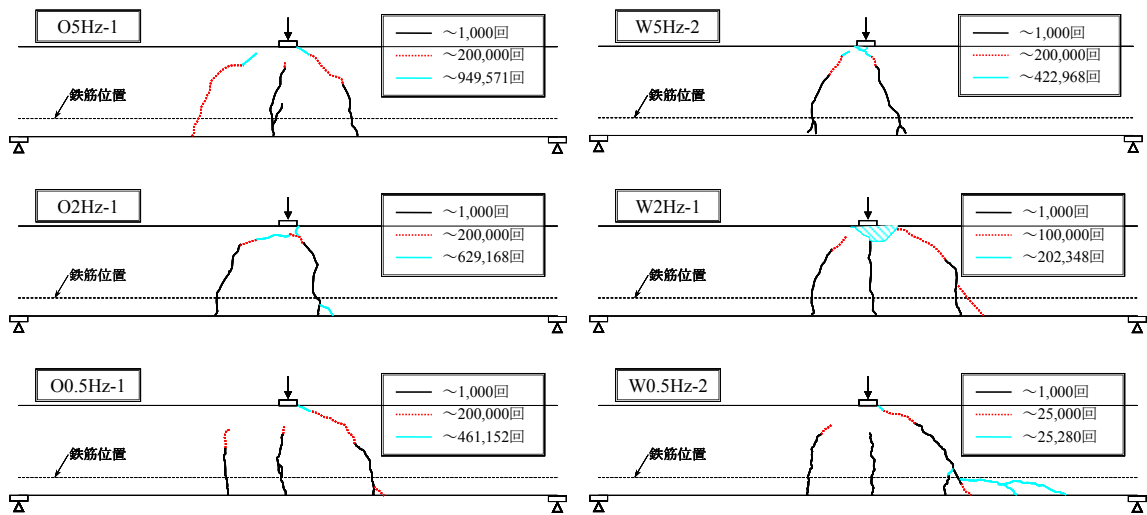 O5Hz-1
～1,000回
～200,000回
～949,571回
鉄筋位置
W5Hz-2
～1,000回
～200,000回
～422,968回
鉄筋位置
O2Hz-1
～1,000回
～200,000回
～629,168回
鉄筋位置
W2Hz-1
～1,000回
～100,000回
～202,348回
鉄筋位置
O0.5Hz-1
～1,000回
～200,000回
～461,152回
鉄筋位置
W0.5Hz-2
～1,000回
～25,000回
～25,280回
鉄筋位置